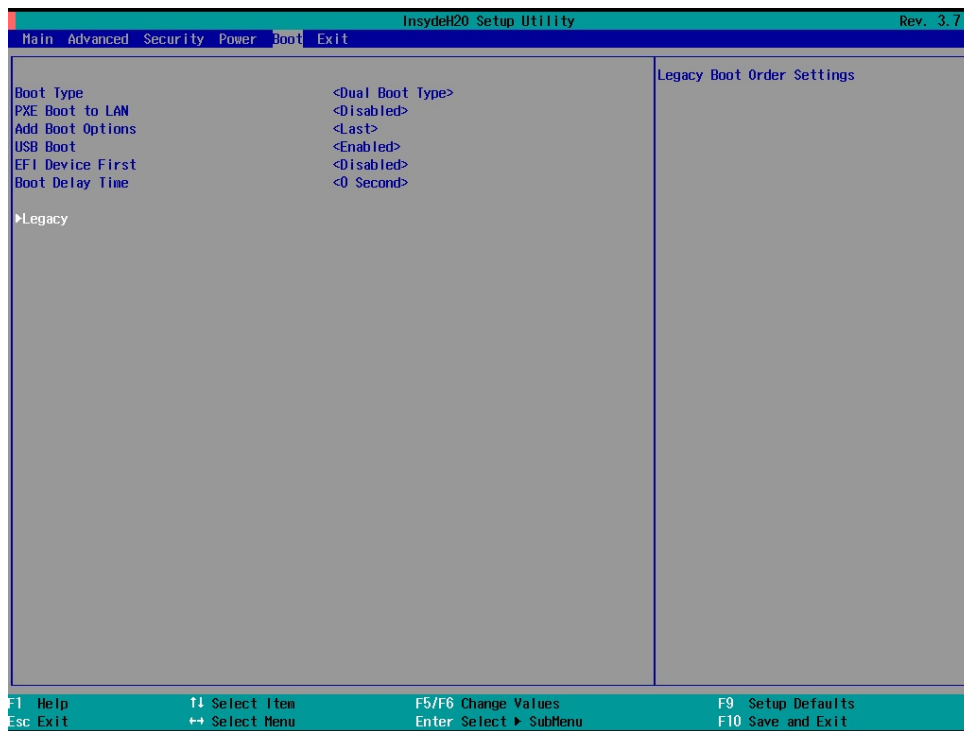 InsydeH20 Setup Utility Rev. 3.7
Main Advanced Security Power Boot Exit
Legacy Boot Order Settings
Boot Type <Dual Boot Type>
PXE Boot to LAN <Disabled>
Add Boot Options <Last>
USB Boot <Enabled>
EFI Device First <Disabled>
Boot Delay Time <0 Second>
▶Legacy
F1 Help ↑↓ Select Item F5/F6 Change Values F9 Setup Defaults
Esc Exit ↔ Select Menu Enter Select ▶ SubMenu F10 Save and Exit